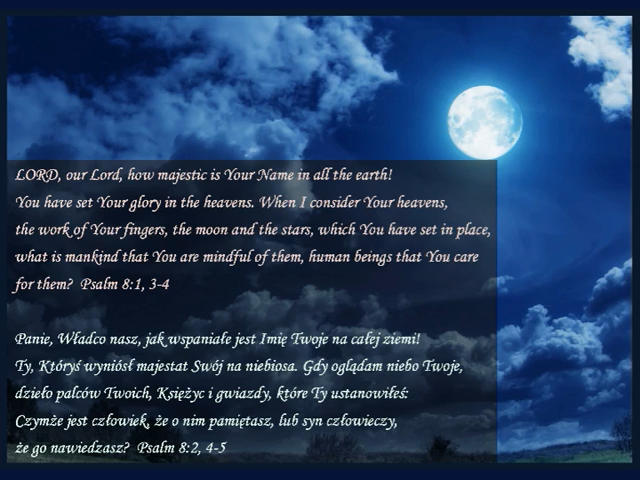 LORD, our Lord, how majestic is Your Name in all the earth!
You have set Your glory in the heavens. When I consider Your heavens,
the work of Your fingers, the moon and the stars, which You have set in place,
what is mankind that You are mindful of them, human beings that You care
for them? Psalm 8:1, 3-4
Panie, Władco nasz, jak wspaniałe jest Imię Twoje na całej ziemi!
Ty, Któryś wyniósł majestat Swój na niebiosa. Gdy oglądam niebo Twoje,
dzieło palców Twoich, Księżyc i gwiazdy, które Ty ustanowiłeś:
Czymże jest człowiek, że o nim pamiętasz, lub syn człowieczy,
że go nawiedzasz? Psalm 8:2, 4-5